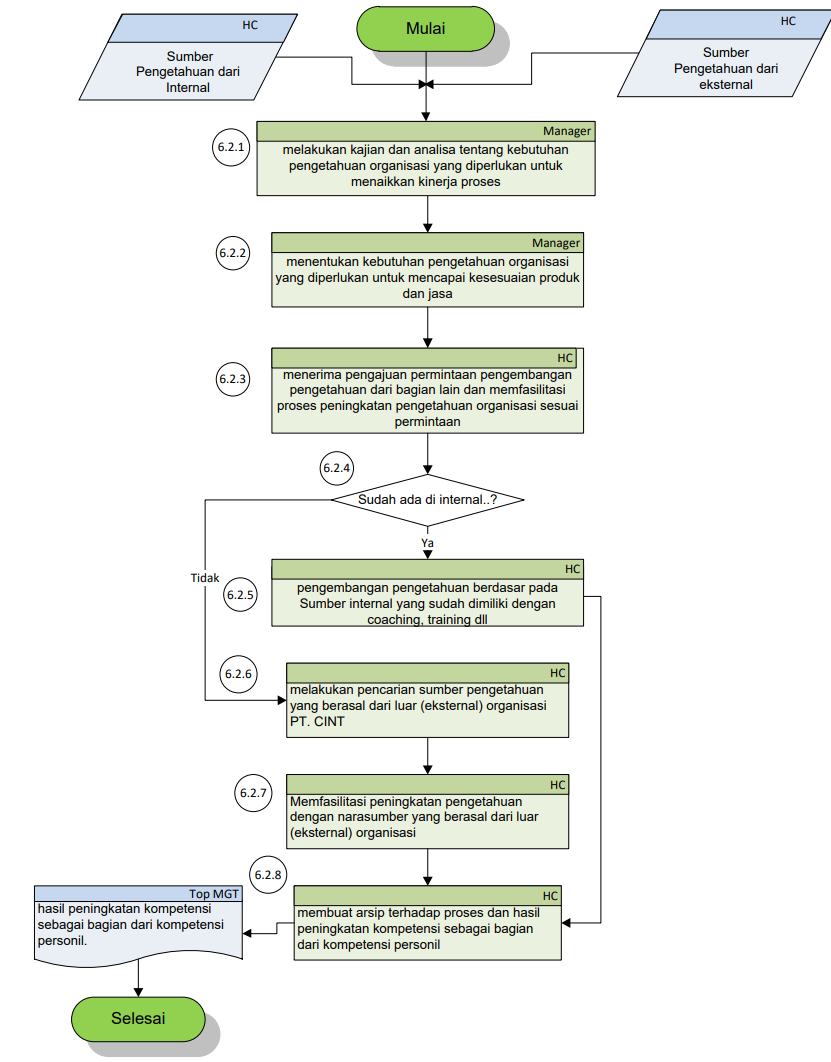 HC
Sumber
Pengetahuan dari
Internal
Mulai
HC
Sumber
Pengetahuan dari
eksternal
6.2.1
Manager
melakukan kajian dan analisa tentang kebutuhan
pengetahuan organisasi yang diperlukan untuk
menaikkan kinerja proses
6.2.2
Manager
menentukan kebutuhan pengetahuan organisasi
yang diperlukan untuk mencapai kesesuaian produk
dan jasa
6.2.3
HC
menerima pengajuan permintaan pengembangan
pengetahuan dari bagian lain dan memfasilitasi
proses peningkatan pengetahuan organisasi sesuai
permintaan
6.2.4
Sudah ada di internal..?
Ya
Tidak
6.2.5
HC
pengembangan pengetahuan berdasar pada
Sumber internal yang sudah dimiliki dengan
coaching, training dll
6.2.6
HC
melakukan pencarian sumber pengetahuan
yang berasal dari luar (eksternal) organisasi
PT. CINT
6.2.7
HC
Memfasilitasi peningkatan pengetahuan
dengan narasumber yang berasal dari luar
(eksternal) organisasi
6.2.8
HC
membuat arsip terhadap proses dan hasil
peningkatan kompetensi sebagai bagian
dari kompetensi personil
Top MGT
hasil peningkatan kompetensi
sebagai bagian dari kompetensi
personil.
Selesai